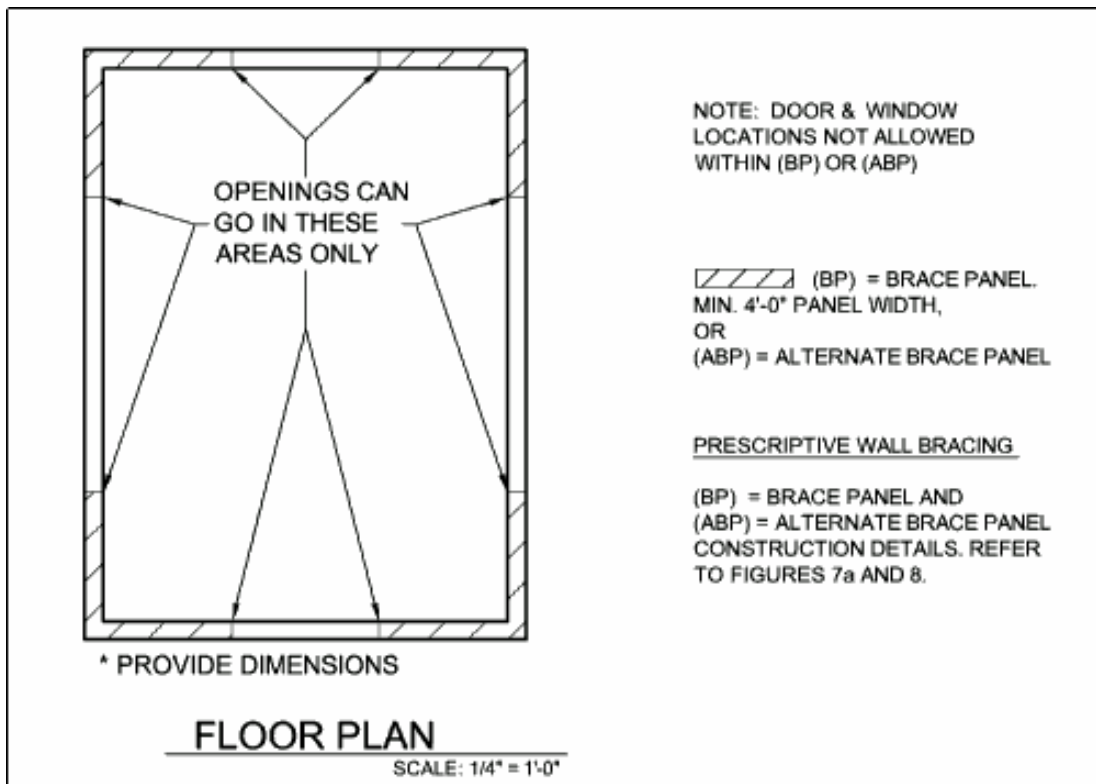 OPENINGS CAN
GO IN THESE
AREAS ONLY
* PROVIDE DIMENSIONS
FLOOR PLAN
SCALE: 1/4" = 1'-0"
NOTE: DOOR & WINDOW
LOCATIONS NOT ALLOWED
WITHIN (BP) OR (ABP)
(BP) = BRACE PANEL.
MIN. 4'-0" PANEL WIDTH,
OR
(ABP) = ALTERNATE BRACE PANEL
PRESCRIPTIVE WALL BRACING
(BP) = BRACE PANEL AND
(ABP) = ALTERNATE BRACE PANEL
CONSTRUCTION DETAILS. REFER
TO FIGURES 7a AND 8.